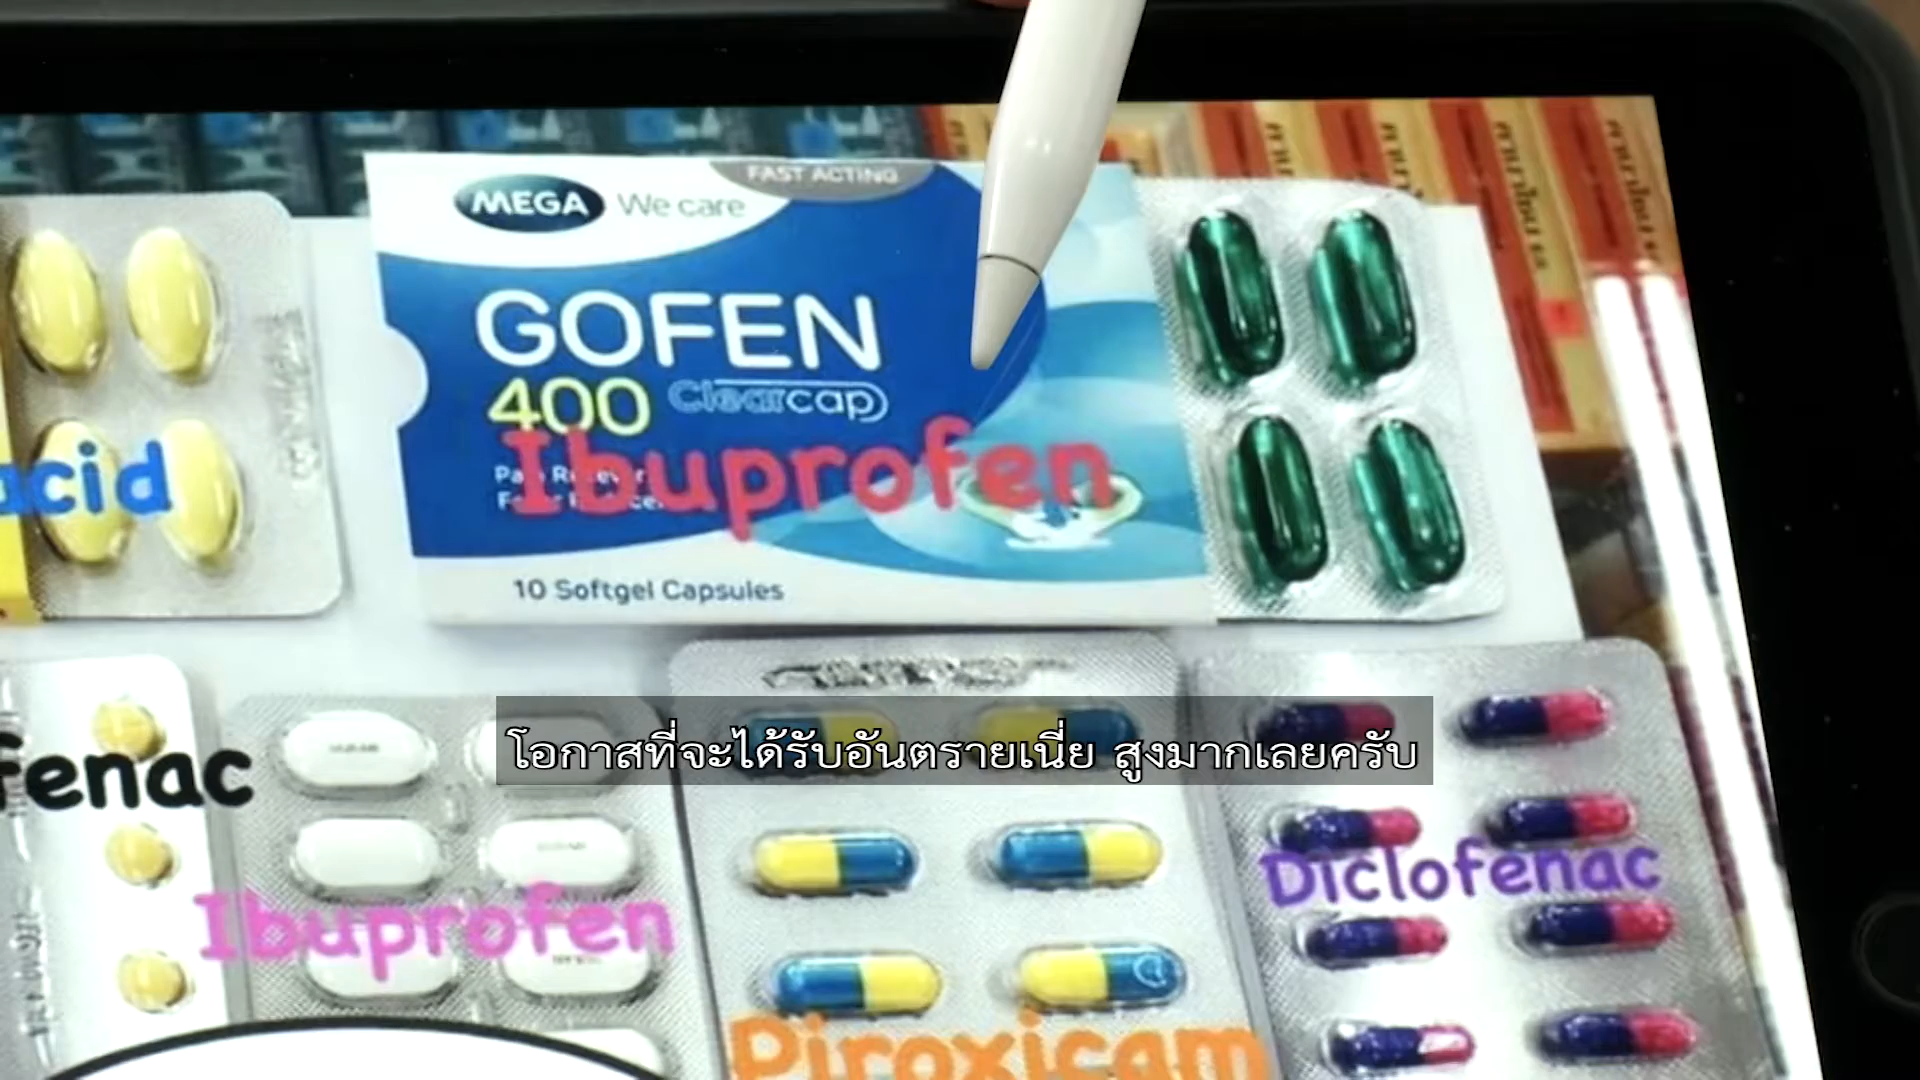 FAST ACTING
MEGA We care
GOFEN
400 Clearcap
Ibuprofen
acid
10 Softgel Capsules
โอกาสที่จะได้รับอันตรายเนี่ย สูงมากเลยครับ
fenac
Diclofenac
Ibuprofen
Piroxicam